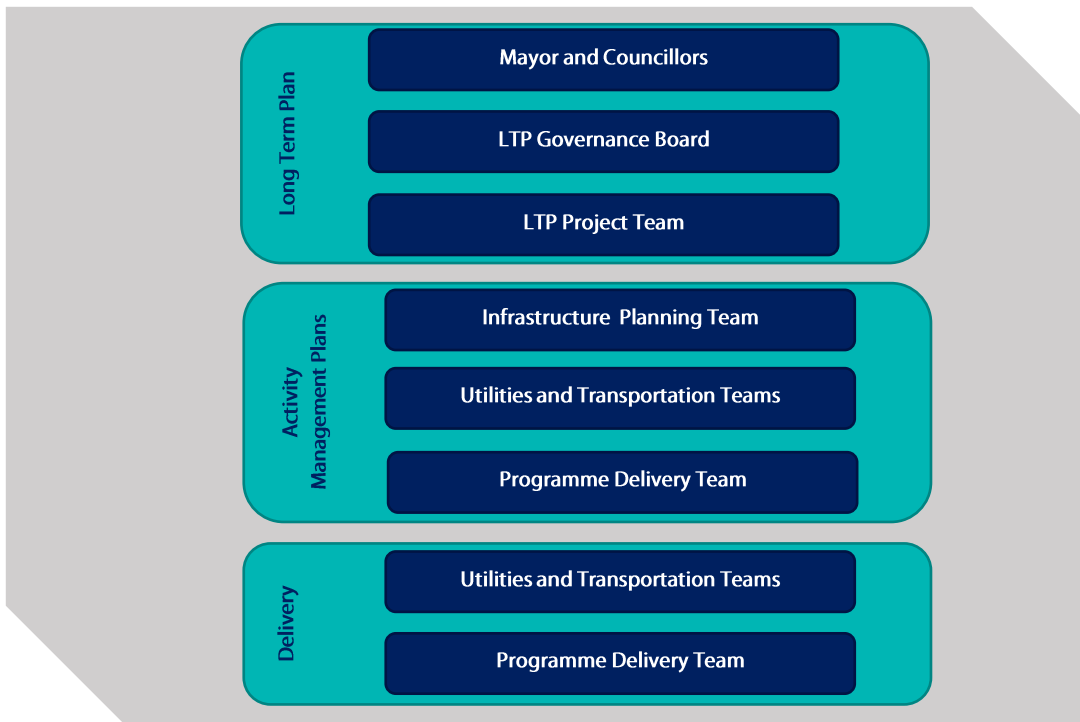 Long Term Plan
Mayor and Councillors
LTP Governance Board
LTP Project Team
Activity
Management Plans
Infrastructure  Planning Team
Utilities and Transportation Teams
Programme Delivery Team
Delivery
Utilities and Transportation Teams
Programme Delivery Team